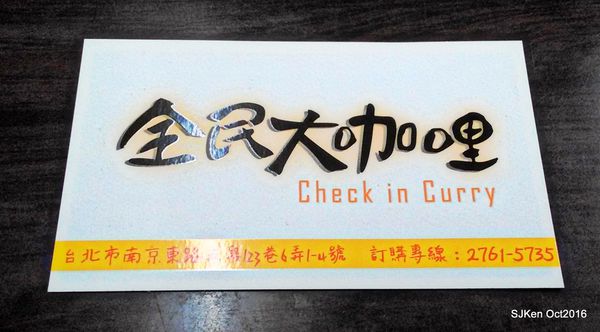 全民大咖哩
Check in Curry
台北市南京東路 123巷6弄1-4號 訂購專線：2761-5735
SJKen Oct2016